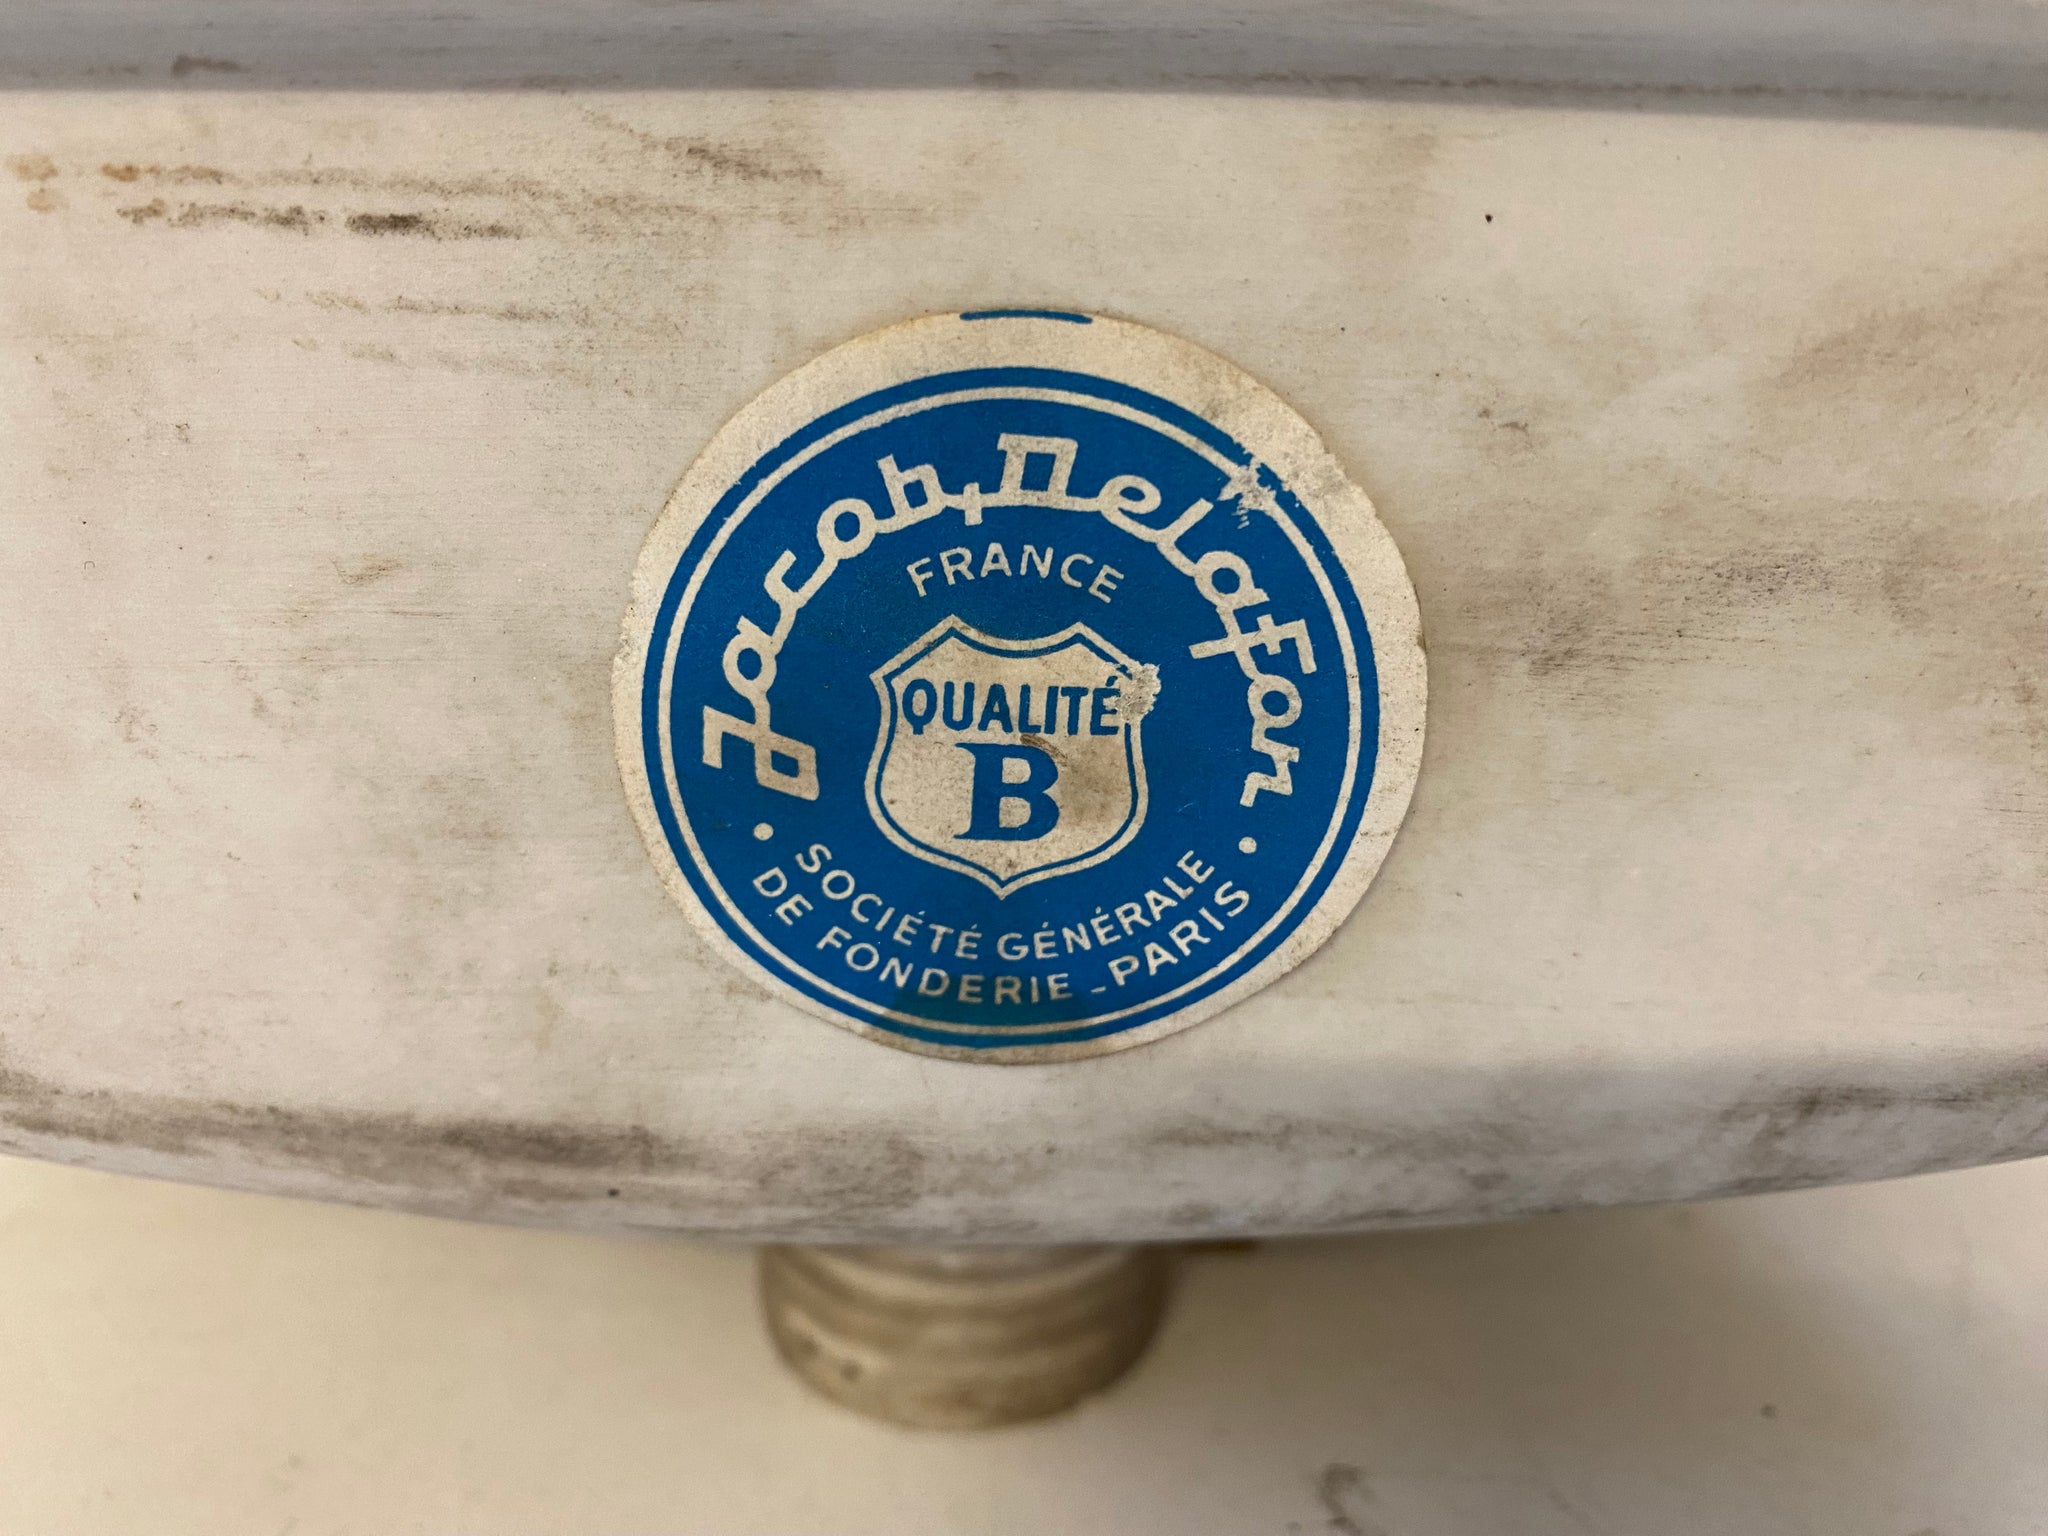 Jacob, Delafon
FRANCE
QUALITÉ
B
SOCIÉTÉ GÉNÉRALE
DE FONDERIE - PARIS